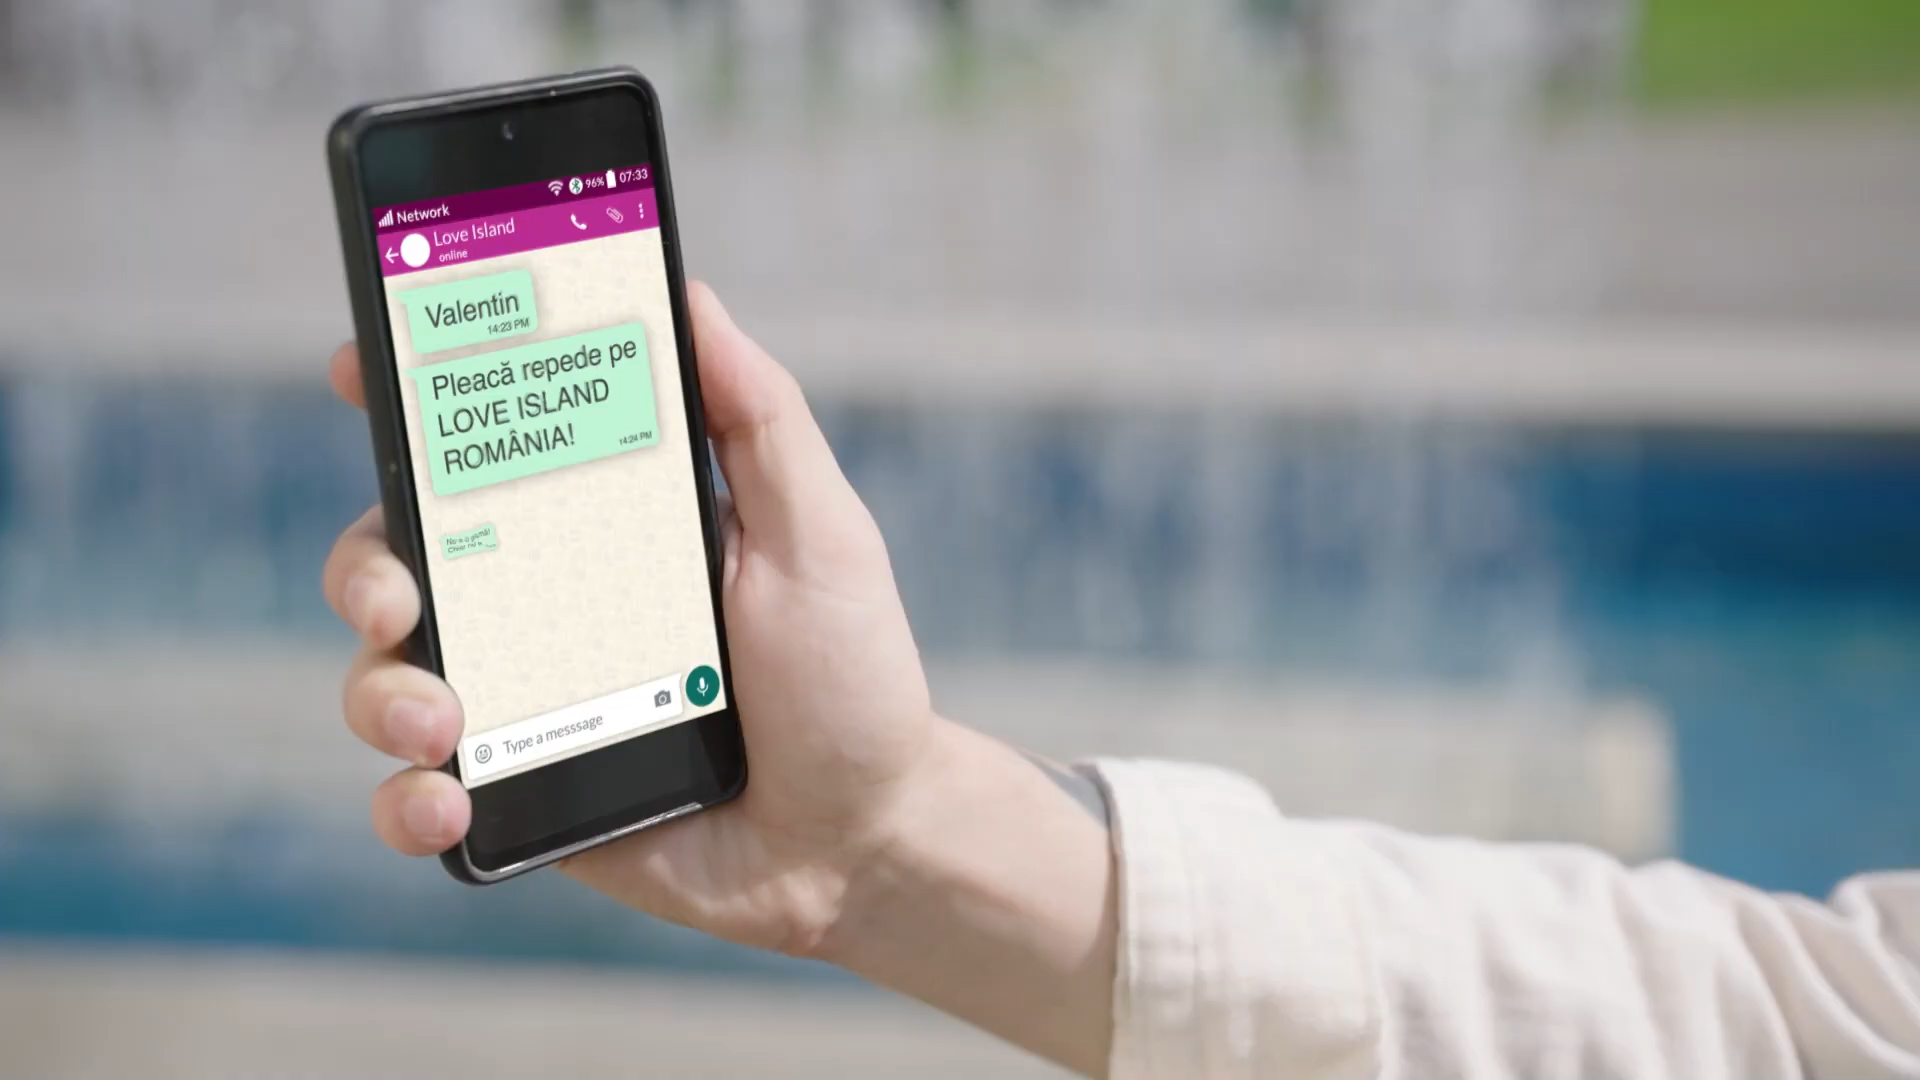 Network 96% 07:33
Love Island
online
Valentin
14:23 PM
Pleacă repede pe
LOVE ISLAND
ROMÂNIA!
14:24 PM
Type a messsage